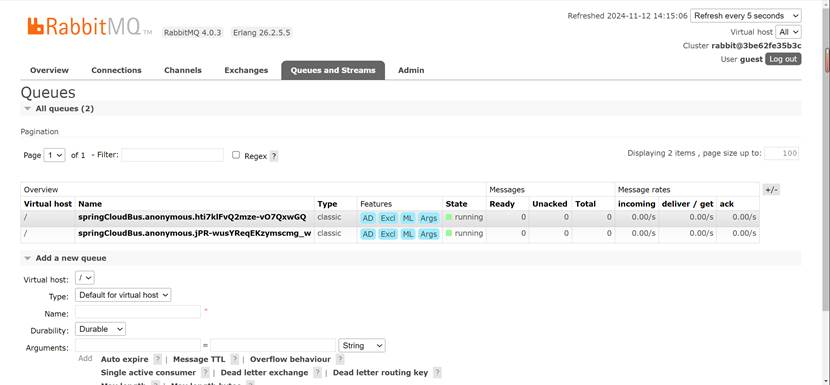 RabbitMQ TM RabbitMQ 4.0.3 Erlang 26.2.5.5
Refreshed 2024-11-12 14:15:06 Refresh every 5 seconds
Virtual host All
Cluster rabbit@3be62fe35b3c
User guest Log out
Overview Connections Channels Exchanges Queues and Streams Admin
Queues
All queues (2)
Pagination
Page 1 of 1 - Filter: Regex ? Displaying 2 items , page size up to: 100
Overview Messages Message rates +/-
Virtual host Name Type Features State Ready Unacked Total incoming deliver / get ack
/ springCloudBus.anonymous.hti7klFvQ2mze-vO7QxwGQ classic AD Excl ML Args running 0 0 0 0.00/s 0.00/s 0.00/s
/ springCloudBus.anonymous.jPR-wusYReqEKzymscmg_w classic AD Excl ML Args running 0 0 0 0.00/s 0.00/s 0.00/s
Add a new queue
Virtual host: /
Type: Default for virtual host
Name: *
Durability: Durable
Arguments: = String
Add Auto expire ? | Message TTL ? | Overflow behaviour ?
Single active consumer ? | Dead letter exchange ? | Dead letter routing key ?
Max length ? | Max length bytes ?